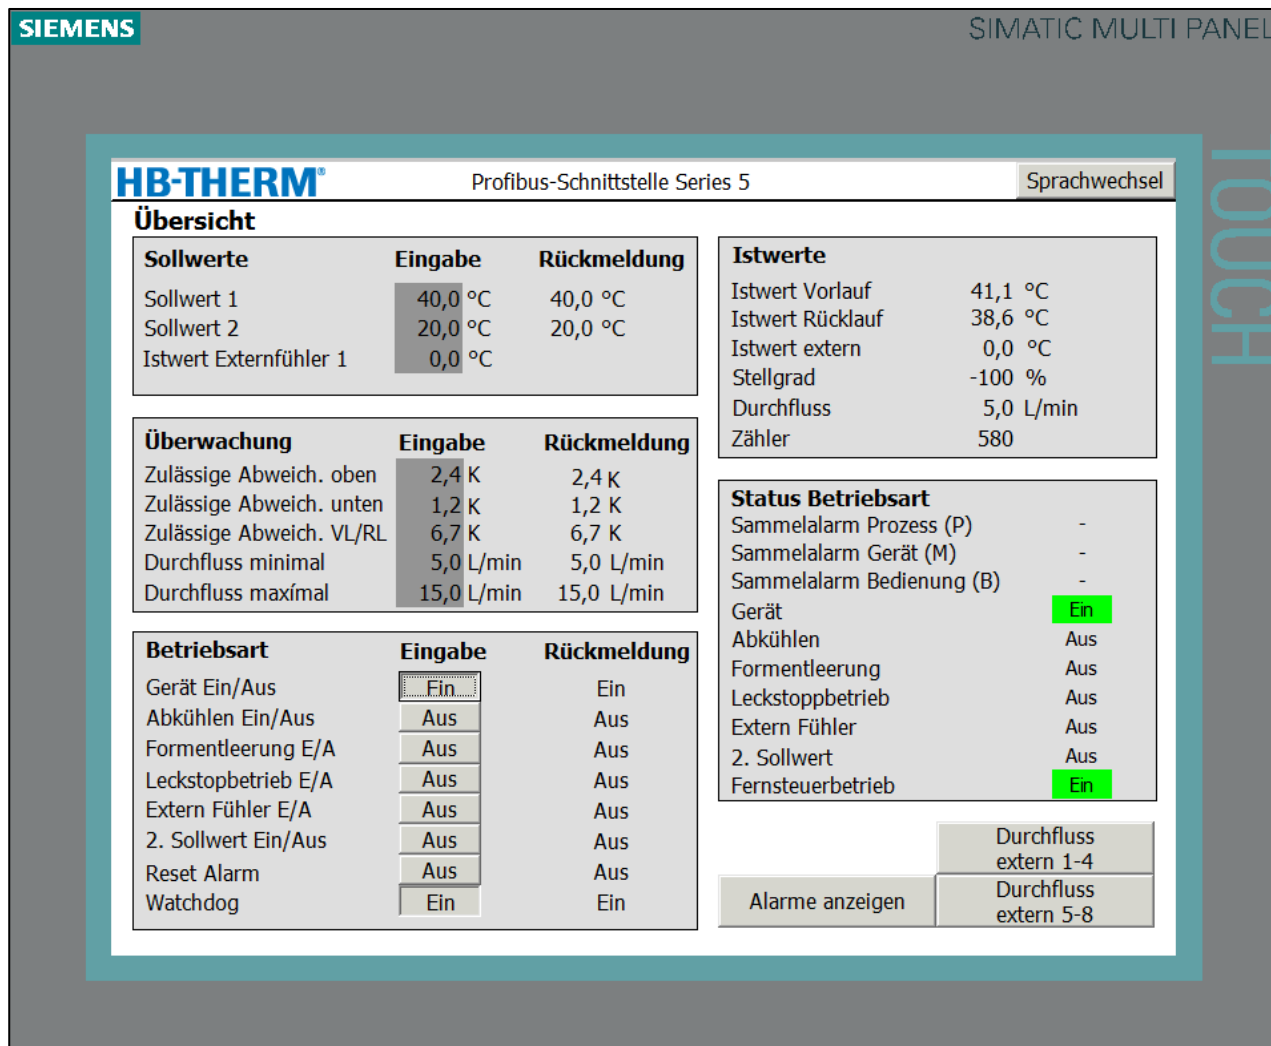 SIEMENS
SIMATIC MULTI PANEL
TOUCH
HB-THERM®
Profibus-Schnittstelle Series 5
Sprachwechsel
Übersicht
Sollwerte Eingabe Rückmeldung
Sollwert 1 40,0 °C 40,0 °C
Sollwert 2 20,0 °C 20,0 °C
Istwert Externfühler 1 0,0 °C
Überwachung Eingabe Rückmeldung
Zulässige Abweich. oben 2,4 K 2,4 K
Zulässige Abweich. unten 1,2 K 1,2 K
Zulässige Abweich. VL/RL 6,7 K 6,7 K
Durchfluss minimal 5,0 L/min 5,0 L/min
Durchfluss maxímal 15,0 L/min 15,0 L/min
Betriebsart Eingabe Rückmeldung
Gerät Ein/Aus Ein Ein
Abkühlen Ein/Aus Aus Aus
Formentleerung E/A Aus Aus
Leckstopbetrieb E/A Aus Aus
Extern Fühler E/A Aus Aus
2. Sollwert Ein/Aus Aus Aus
Reset Alarm Aus Aus
Watchdog Ein Ein
Istwerte
Istwert Vorlauf 41,1 °C
Istwert Rücklauf 38,6 °C
Istwert extern 0,0 °C
Stellgrad -100 %
Durchfluss 5,0 L/min
Zähler 580
Status Betriebsart
Sammelalarm Prozess (P) -
Sammelalarm Gerät (M) -
Sammelalarm Bedienung (B) -
Gerät Ein
Abkühlen Aus
Formentleerung Aus
Leckstoppbetrieb Aus
Extern Fühler Aus
2. Sollwert Aus
Fernsteuerbetrieb Ein
Durchfluss
extern 1-4
Alarme anzeigen
Durchfluss
extern 5-8